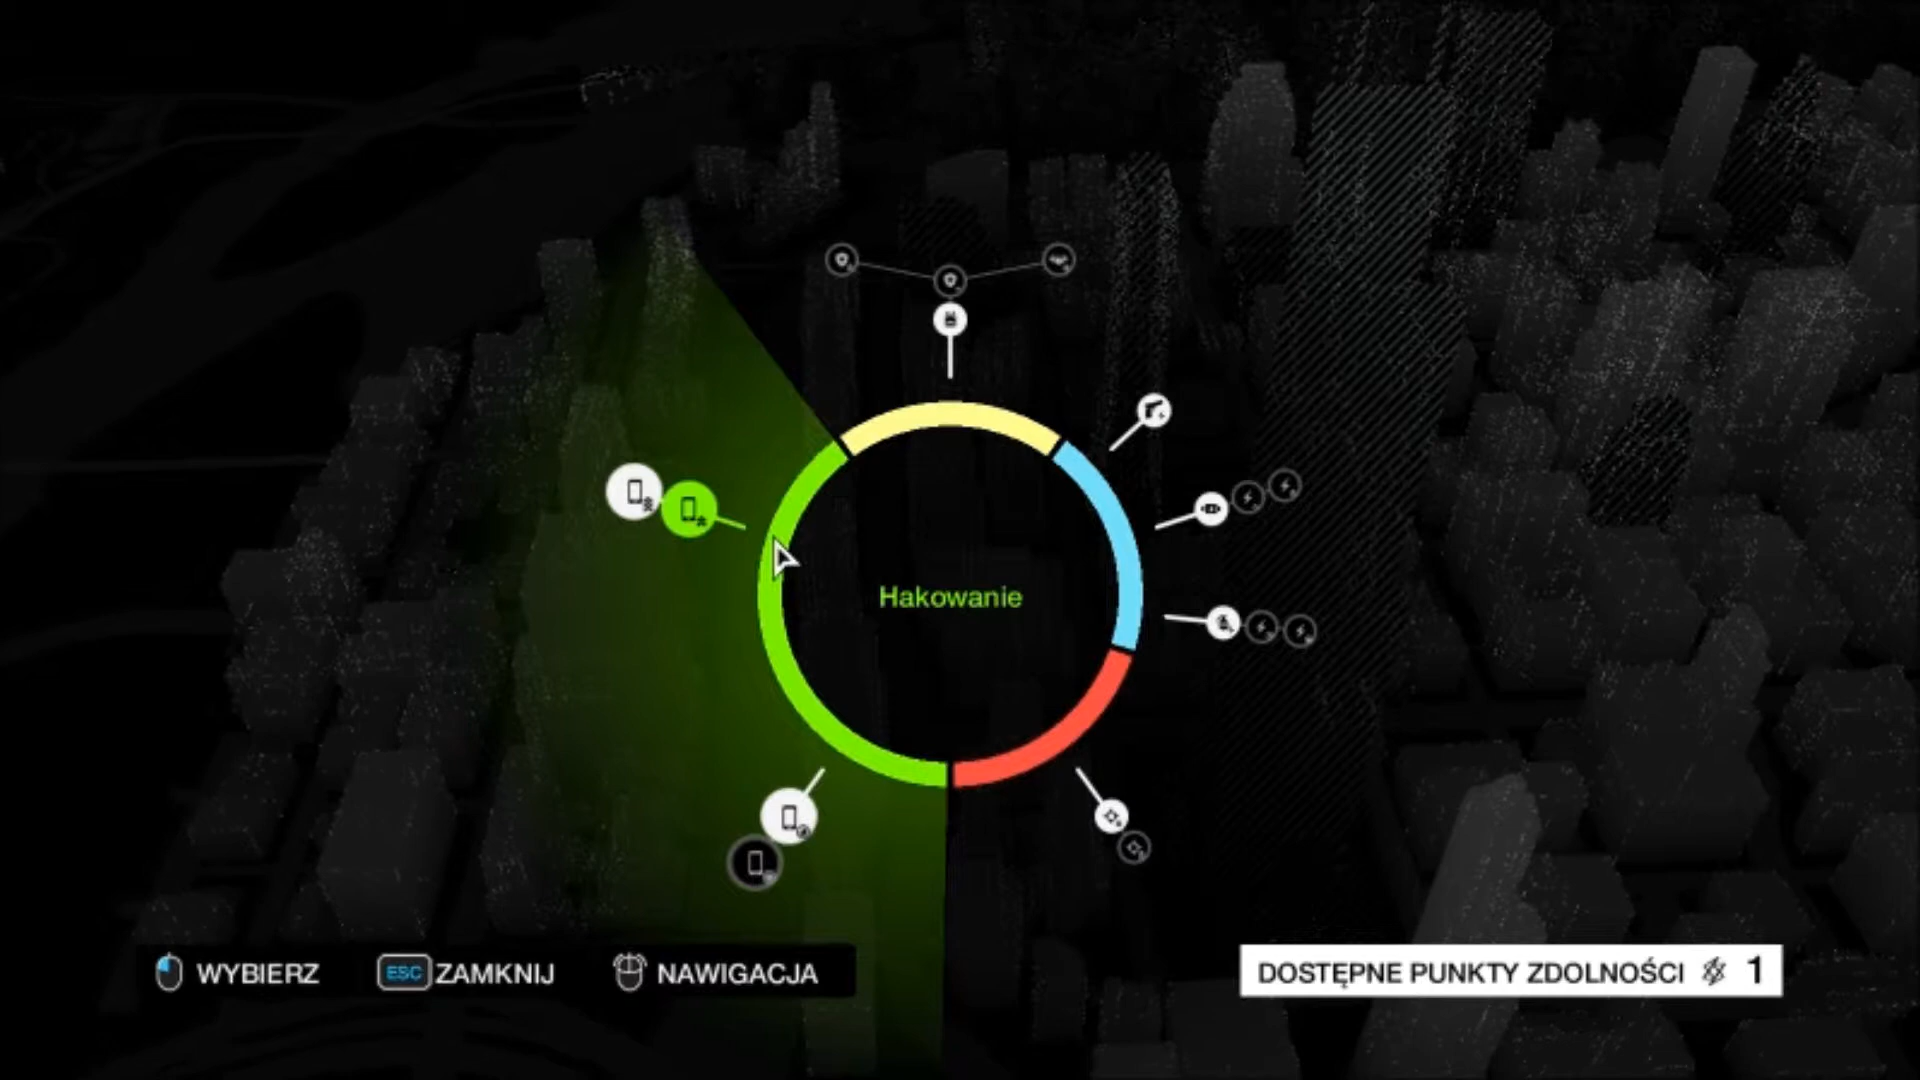 Hakowanie
WYBIERZ
ESC ZAMKNIJ
NAWIGACJA
DOSTĘPNE PUNKTY ZDOLNOŚCI 1